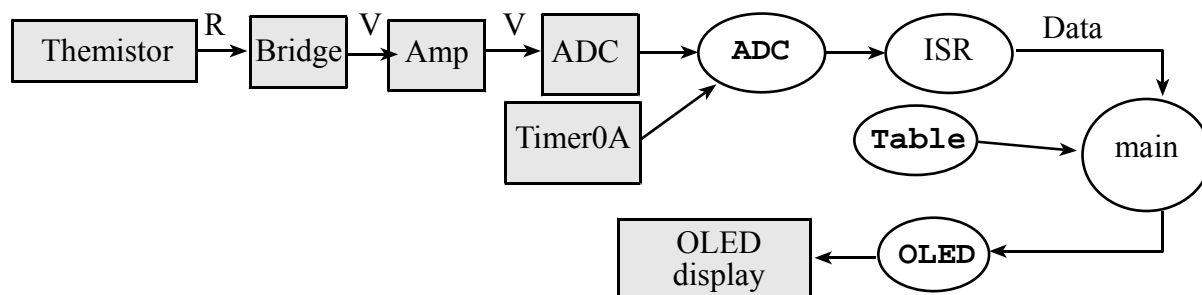 Themistor
R
Bridge
V
Amp
V
ADC
ADC
ISR
Data
Timer0A
Table
main
OLED
display
OLED